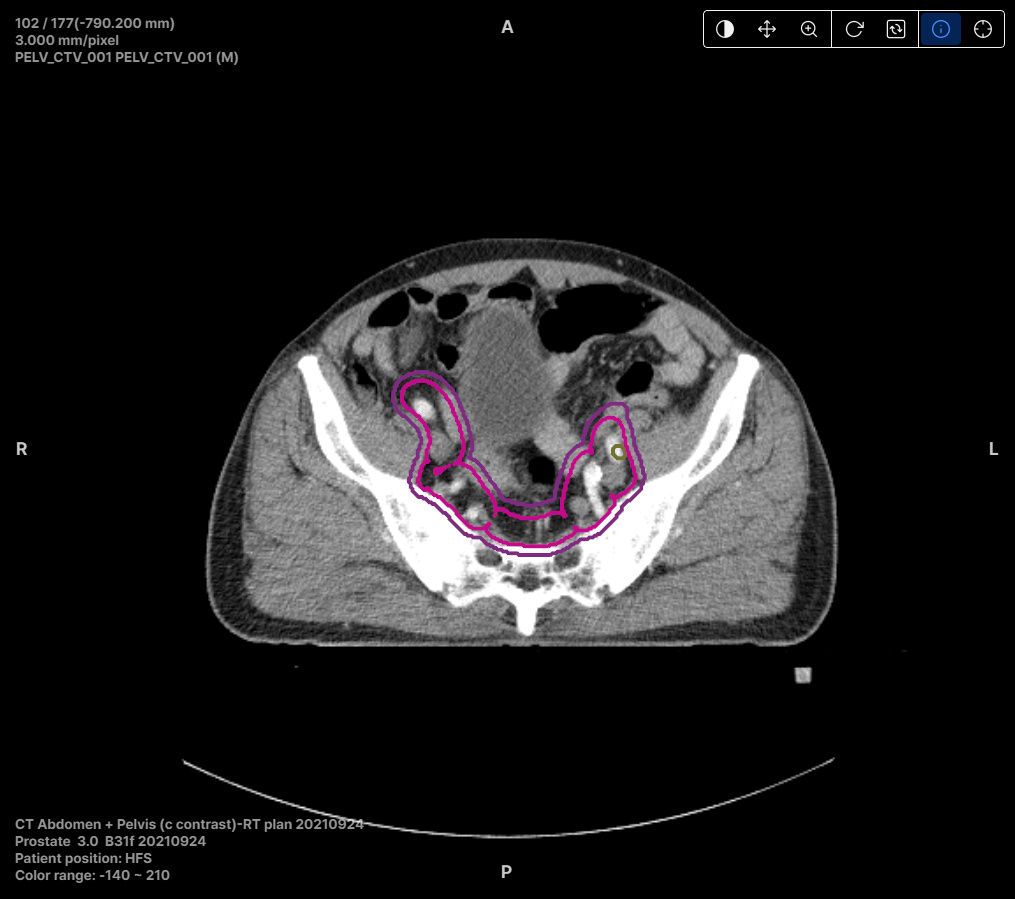 102 / 177(-790.200 mm)
3.000 mm/pixel
PELV_CTV_001 PELV_CTV_001 (M)
A
R
L
CT Abdomen + Pelvis (c contrast)-RT plan 20210924
Prostate 3.0 B31f 20210924
Patient position: HFS
Color range: -140 ~ 210
P